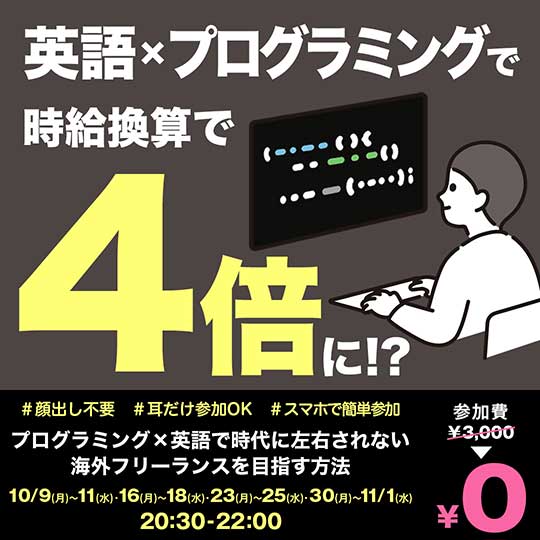 英語×プログラミングで
時給換算で
4倍に!?
#顔出し不要 #耳だけ参加OK #スマホで簡単参加
プログラミング×英語で時代に左右されない
海外フリーランスを目指す方法
10/9(月)~11(水)·16(月)~18(水)·23(月)~25(水)·30(月)~11/1(水)
20:30-22:00
参加費
¥3,000
¥0